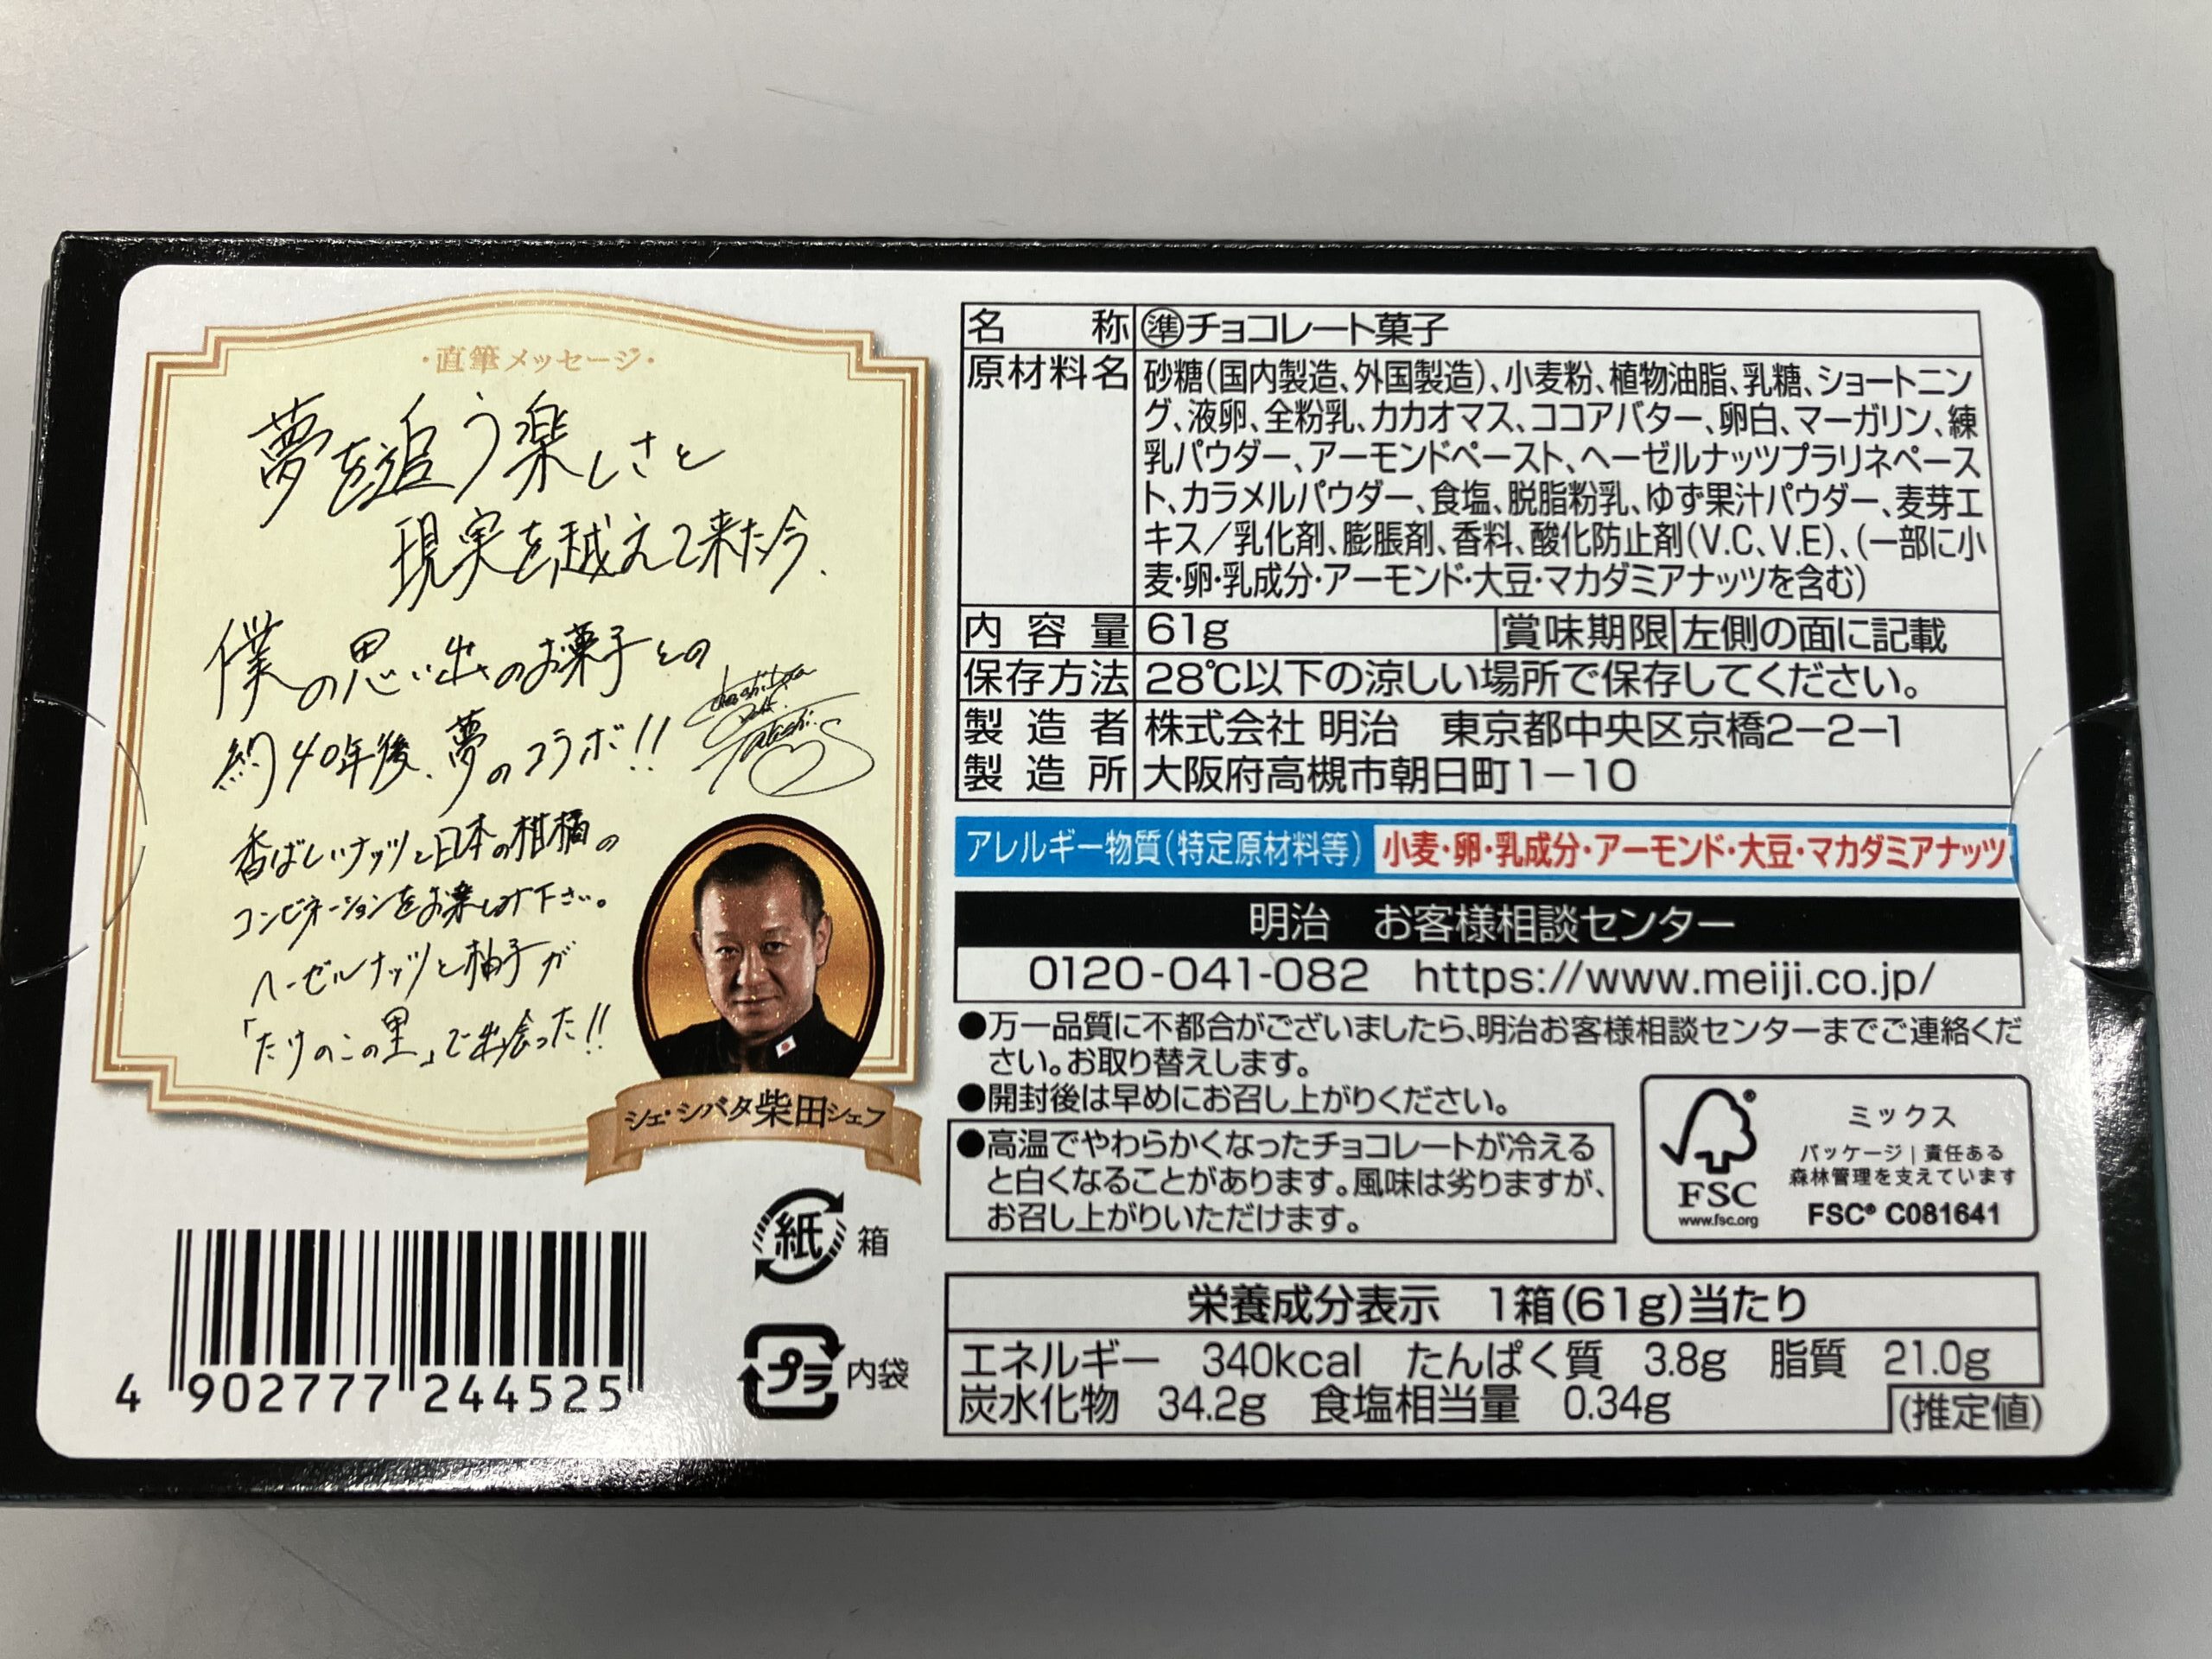 ・直筆メッセージ・
夢を追う楽しさと
現実を越えて来た今、
僕の思い出のお菓子との
約40年後、夢のコラボ!!
香ばしいナッツと日本の柑橘の
コンビネーションをお楽しみ下さい。
ヘーゼルナッツと柚子が
「たけのこの里」で出会った!!
シェ・シバタ柴田シェフ
紙 箱
プラ 内袋
4 902777 244525
名称 ㊜チョコレート菓子
原材料名 砂糖(国内製造、外国製造)、小麦粉、植物油脂、乳糖、ショートニン
グ、液卵、全粉乳、カカオマス、ココアバター、卵白、マーガリン、練
乳パウダー、アーモンドペースト、ヘーゼルナッツプラリネペース
ト、カラメルパウダー、食塩、脱脂粉乳、ゆず果汁パウダー、麦芽エ
キス/乳化剤、膨脹剤、香料、酸化防止剤(V.C、V.E)、(一部に小
麦・卵・乳成分・アーモンド・大豆・マカダミアナッツを含む)
内容量 61g 賞味期限 左側の面に記載
保存方法 28℃以下の涼しい場所で保存してください。
製造者 株式会社 明治 東京都中央区京橋2-2-1
製造所 大阪府高槻市朝日町1-10
アレルギー物質(特定原材料等) 小麦・卵・乳成分・アーモンド・大豆・マカダミアナッツ
明治 お客様相談センター
0120-041-082 https://www.meiji.co.jp/
●万一品質に不都合がございましたら、明治お客様相談センターまでご連絡くだ
さい。お取り替えします。
●開封後は早めにお召し上がりください。
●高温でやわらかくなったチョコレートが冷える
と白くなることがあります。風味は劣りますが、
お召し上がりいただけます。
FSC
www.fsc.org
ミックス
パッケージ|責任ある
森林管理を支えています
FSC® C081641
栄養成分表示 1箱(61g)当たり
エネルギー 340kcal たんぱく質 3.8g 脂質 21.0g
炭水化物 34.2g 食塩相当量 0.34g (推定値)